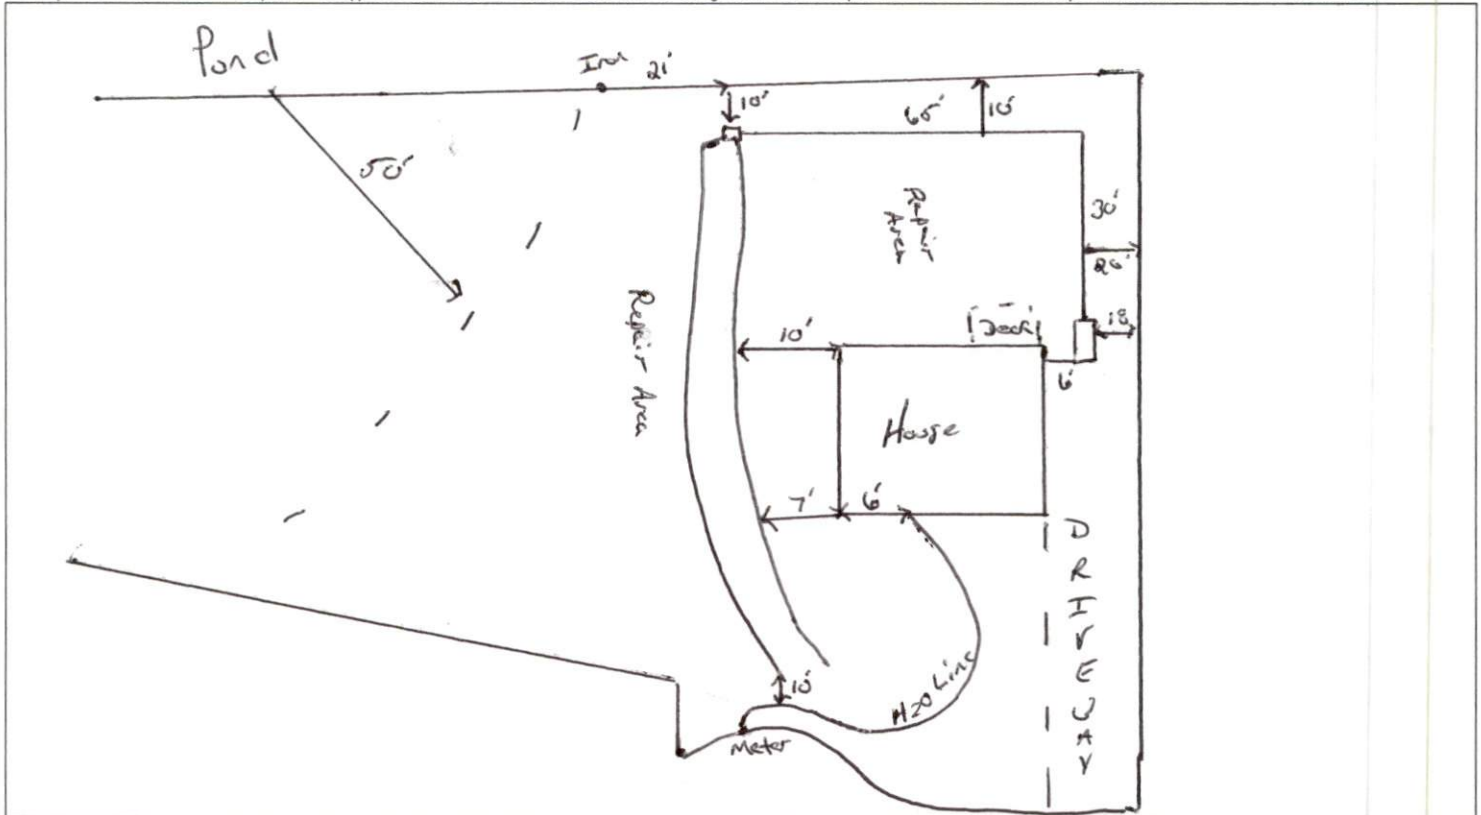 Pond
21'
10'
65'
10'
50'
30'
Repair
Area
20'
Repair Area
10'
Deck
18
6'
House
7'
6'
DRIVEWAY
10'
H2O Line
Meter